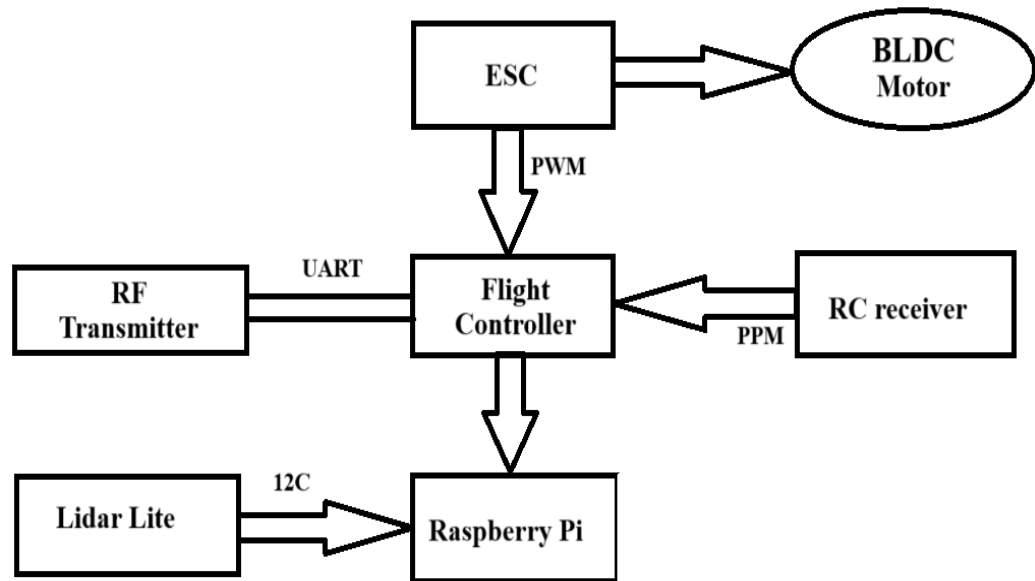 ESC
BLDC
Motor
PWM
UART
RF
Transmitter
Flight
Controller
PPM
RC receiver
12C
Lidar Lite
Raspberry Pi